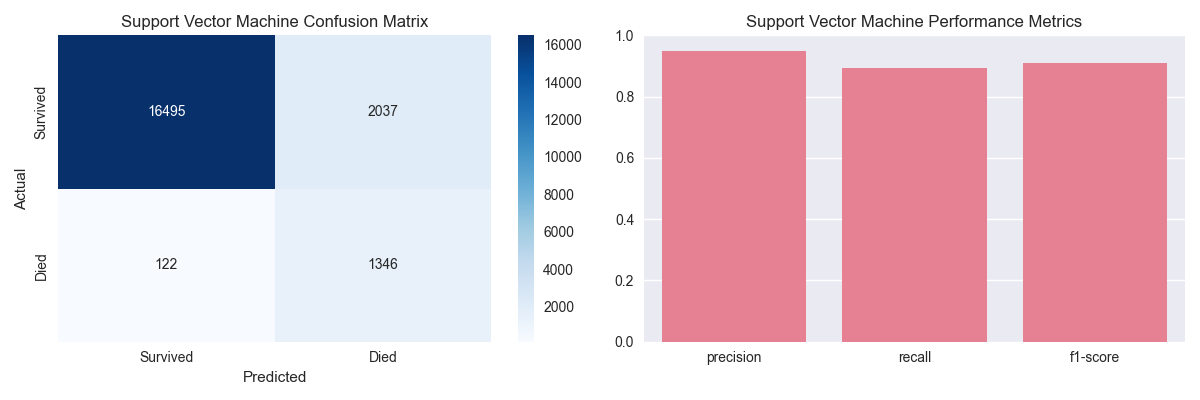 Support Vector Machine Confusion Matrix
Actual
Survived
Died
16495
2037
122
1346
Survived
Died
Predicted
16000
14000
12000
10000
8000
6000
4000
2000
Support Vector Machine Performance Metrics
1.0
0.8
0.6
0.4
0.2
0.0
precision
recall
f1-score